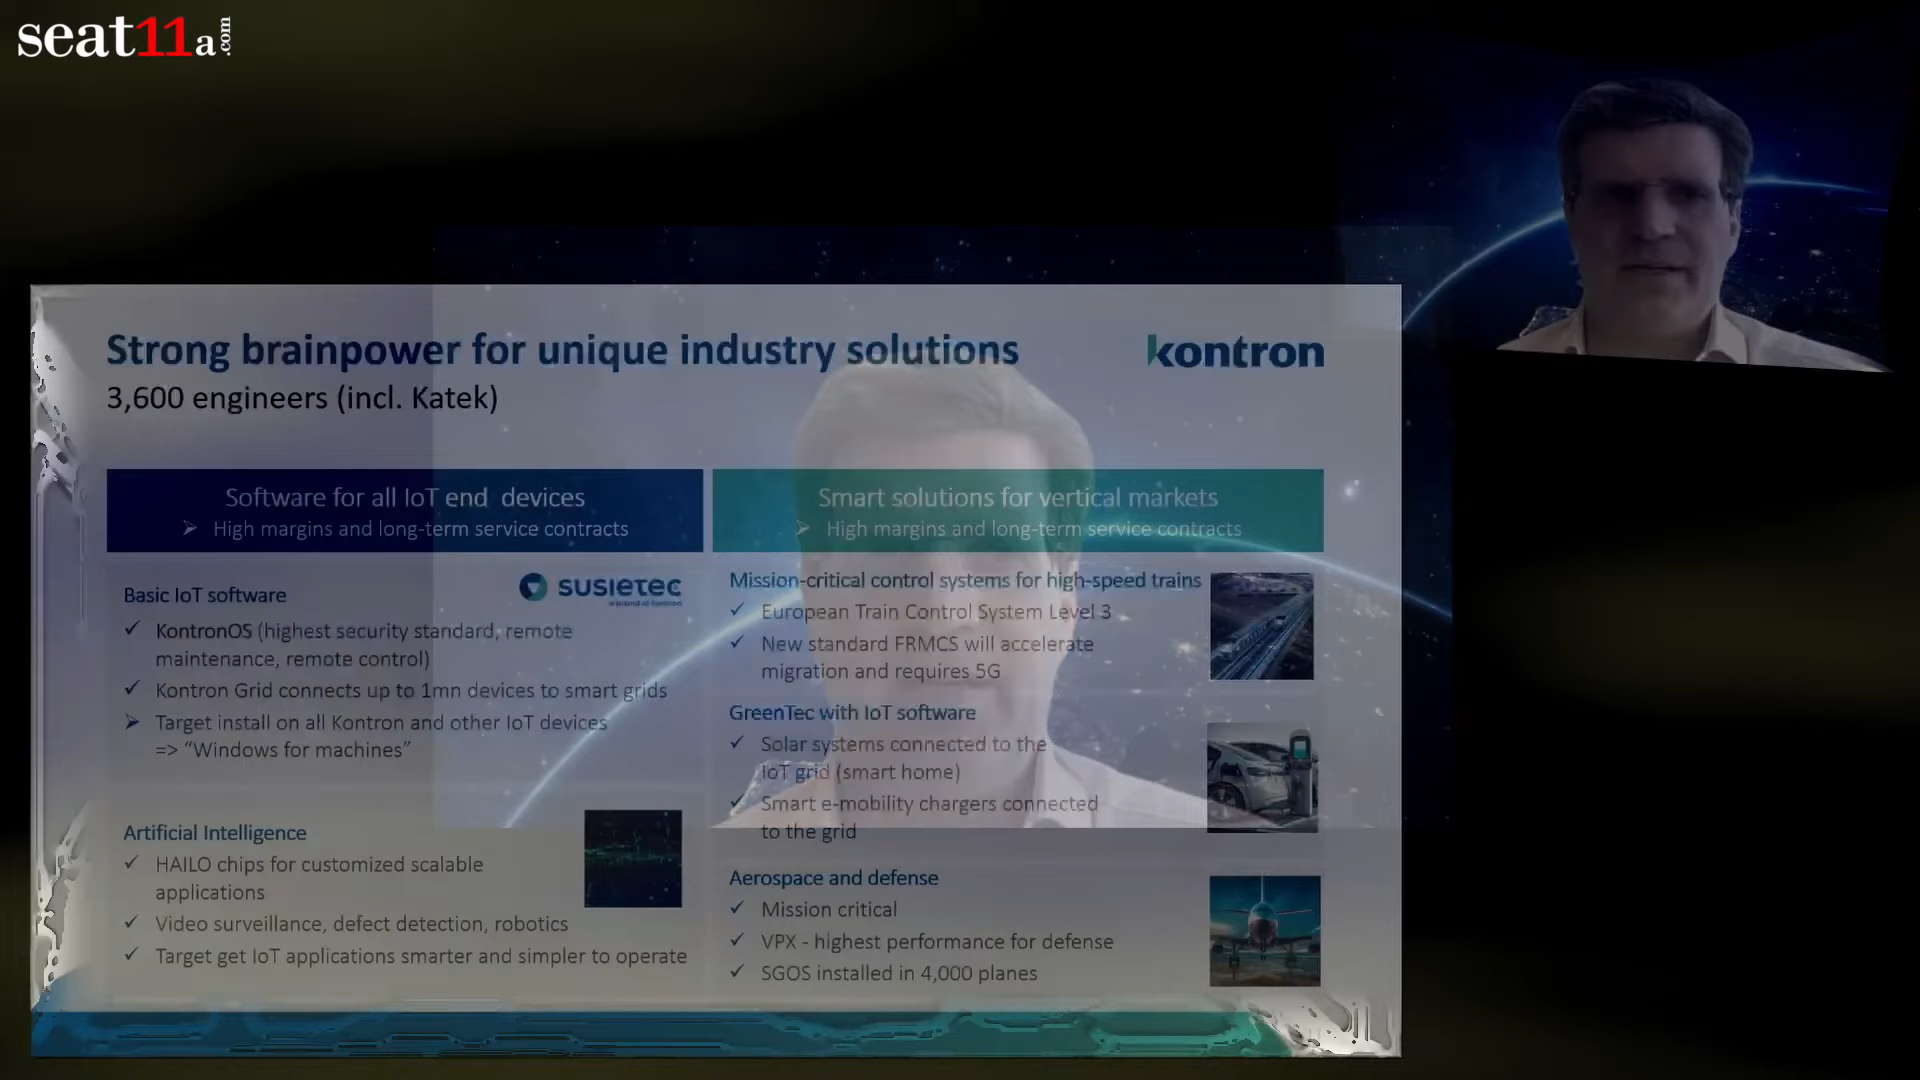 seat11a.com
Strong brainpower for unique industry solutions
kontron
3,600 engineers (incl. Katek)
Software for all IoT end devices
➢ High margins and long-term service contracts
Basic IoT software
susietec
✓ KontronOS (highest security standard, remote
maintenance, remote control)
✓ Kontron Grid connects up to 1mn devices to smart grids
➢ Target install on all Kontron and other IoT devices
=> “Windows for machines”
Artificial Intelligence
✓ HAILO chips for customized scalable
applications
✓ Video surveillance, defect detection, robotics
✓ Target get IoT applications smarter and simpler to operate
Smart solutions for vertical markets
➢ High margins and long-term service contracts
Mission-critical control systems for high-speed trains
✓ European Train Control System Level 3
✓ New standard FRMCS will accelerate
migration and requires 5G
GreenTec with IoT software
✓ Solar systems connected to the
IoT grid (smart home)
✓ Smart e-mobility chargers connected
to the grid
Aerospace and defense
✓ Mission critical
✓ VPX - highest performance for defense
✓ SGOS installed in 4,000 planes